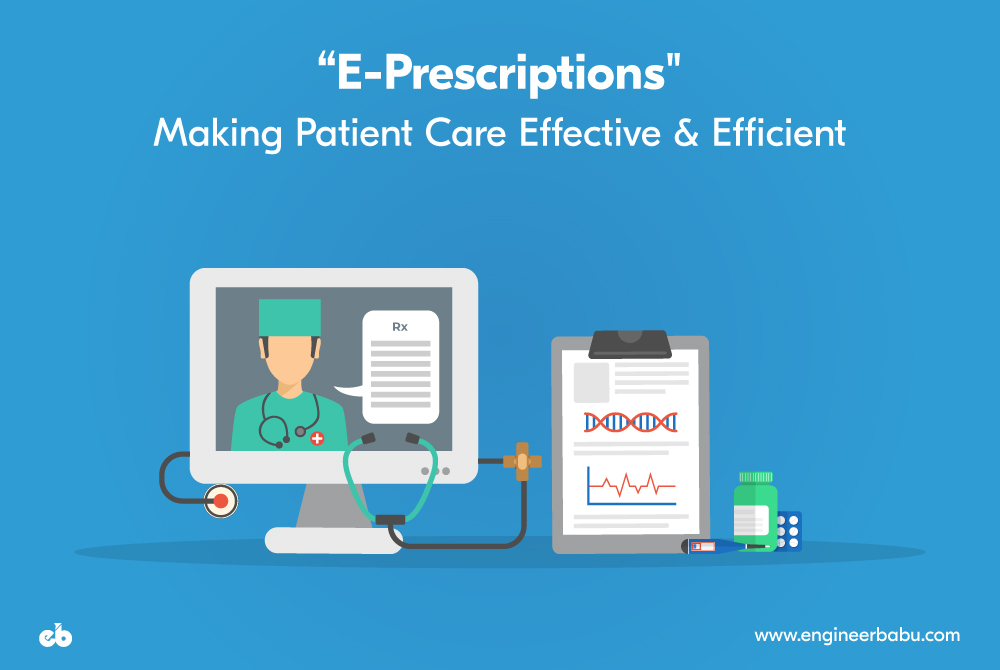 “E-Prescriptions"
Making Patient Care Effective & Efficient
Rx
eb
www.engineerbabu.com